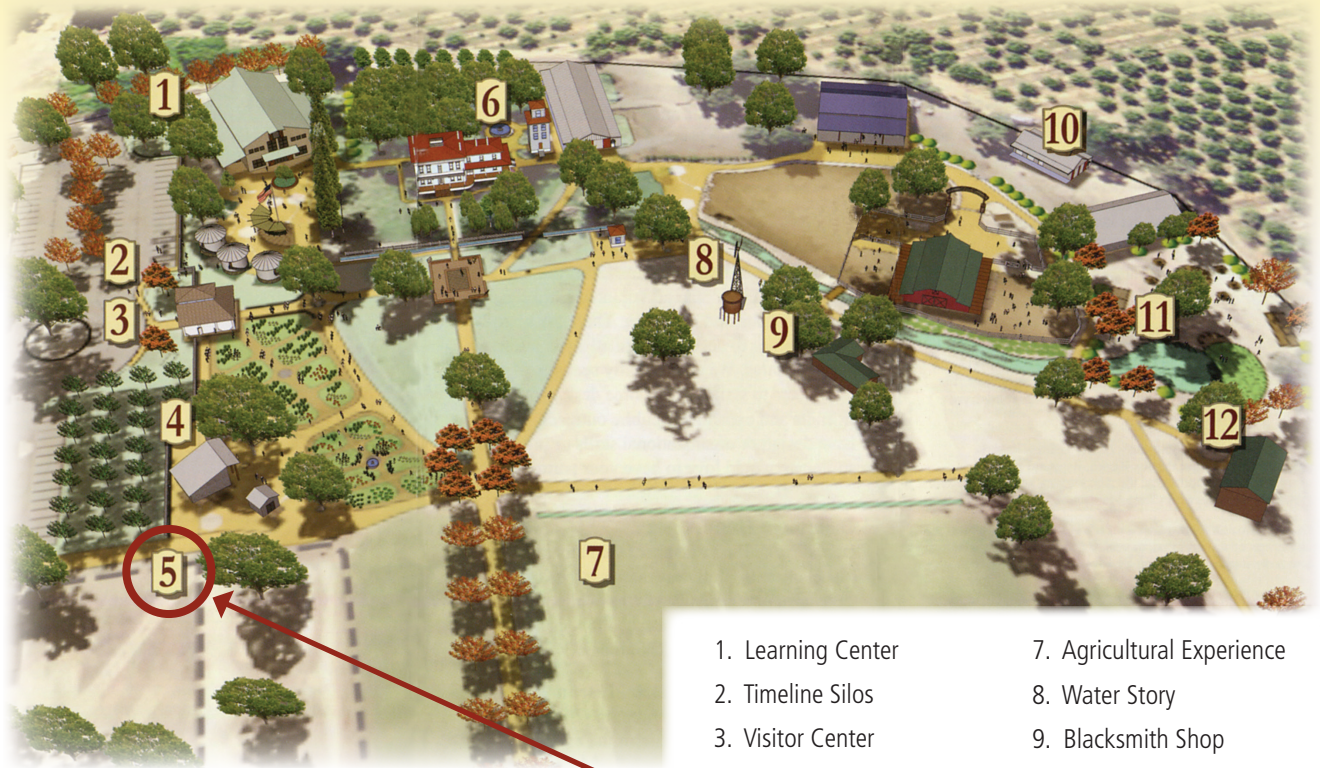 1
6
10
2
8
3
9
11
4
12
5
7
1. Learning Center
2. Timeline Silos
3. Visitor Center
7. Agricultural Experience
8. Water Story
9. Blacksmith Shop